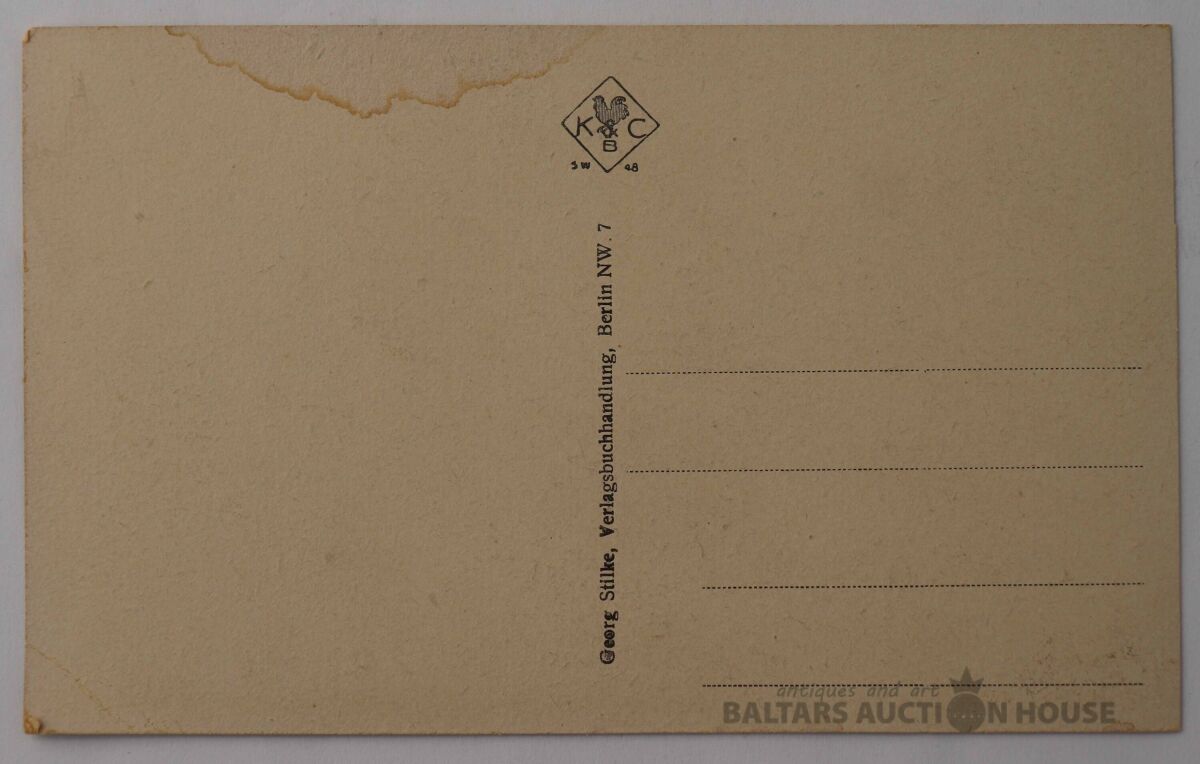 K & C
B
SW 48
Georg Stilke, Verlagsbuchhandlung, Berlin NW. 7
antiques and art
BALTARS AUCTION HOUSE